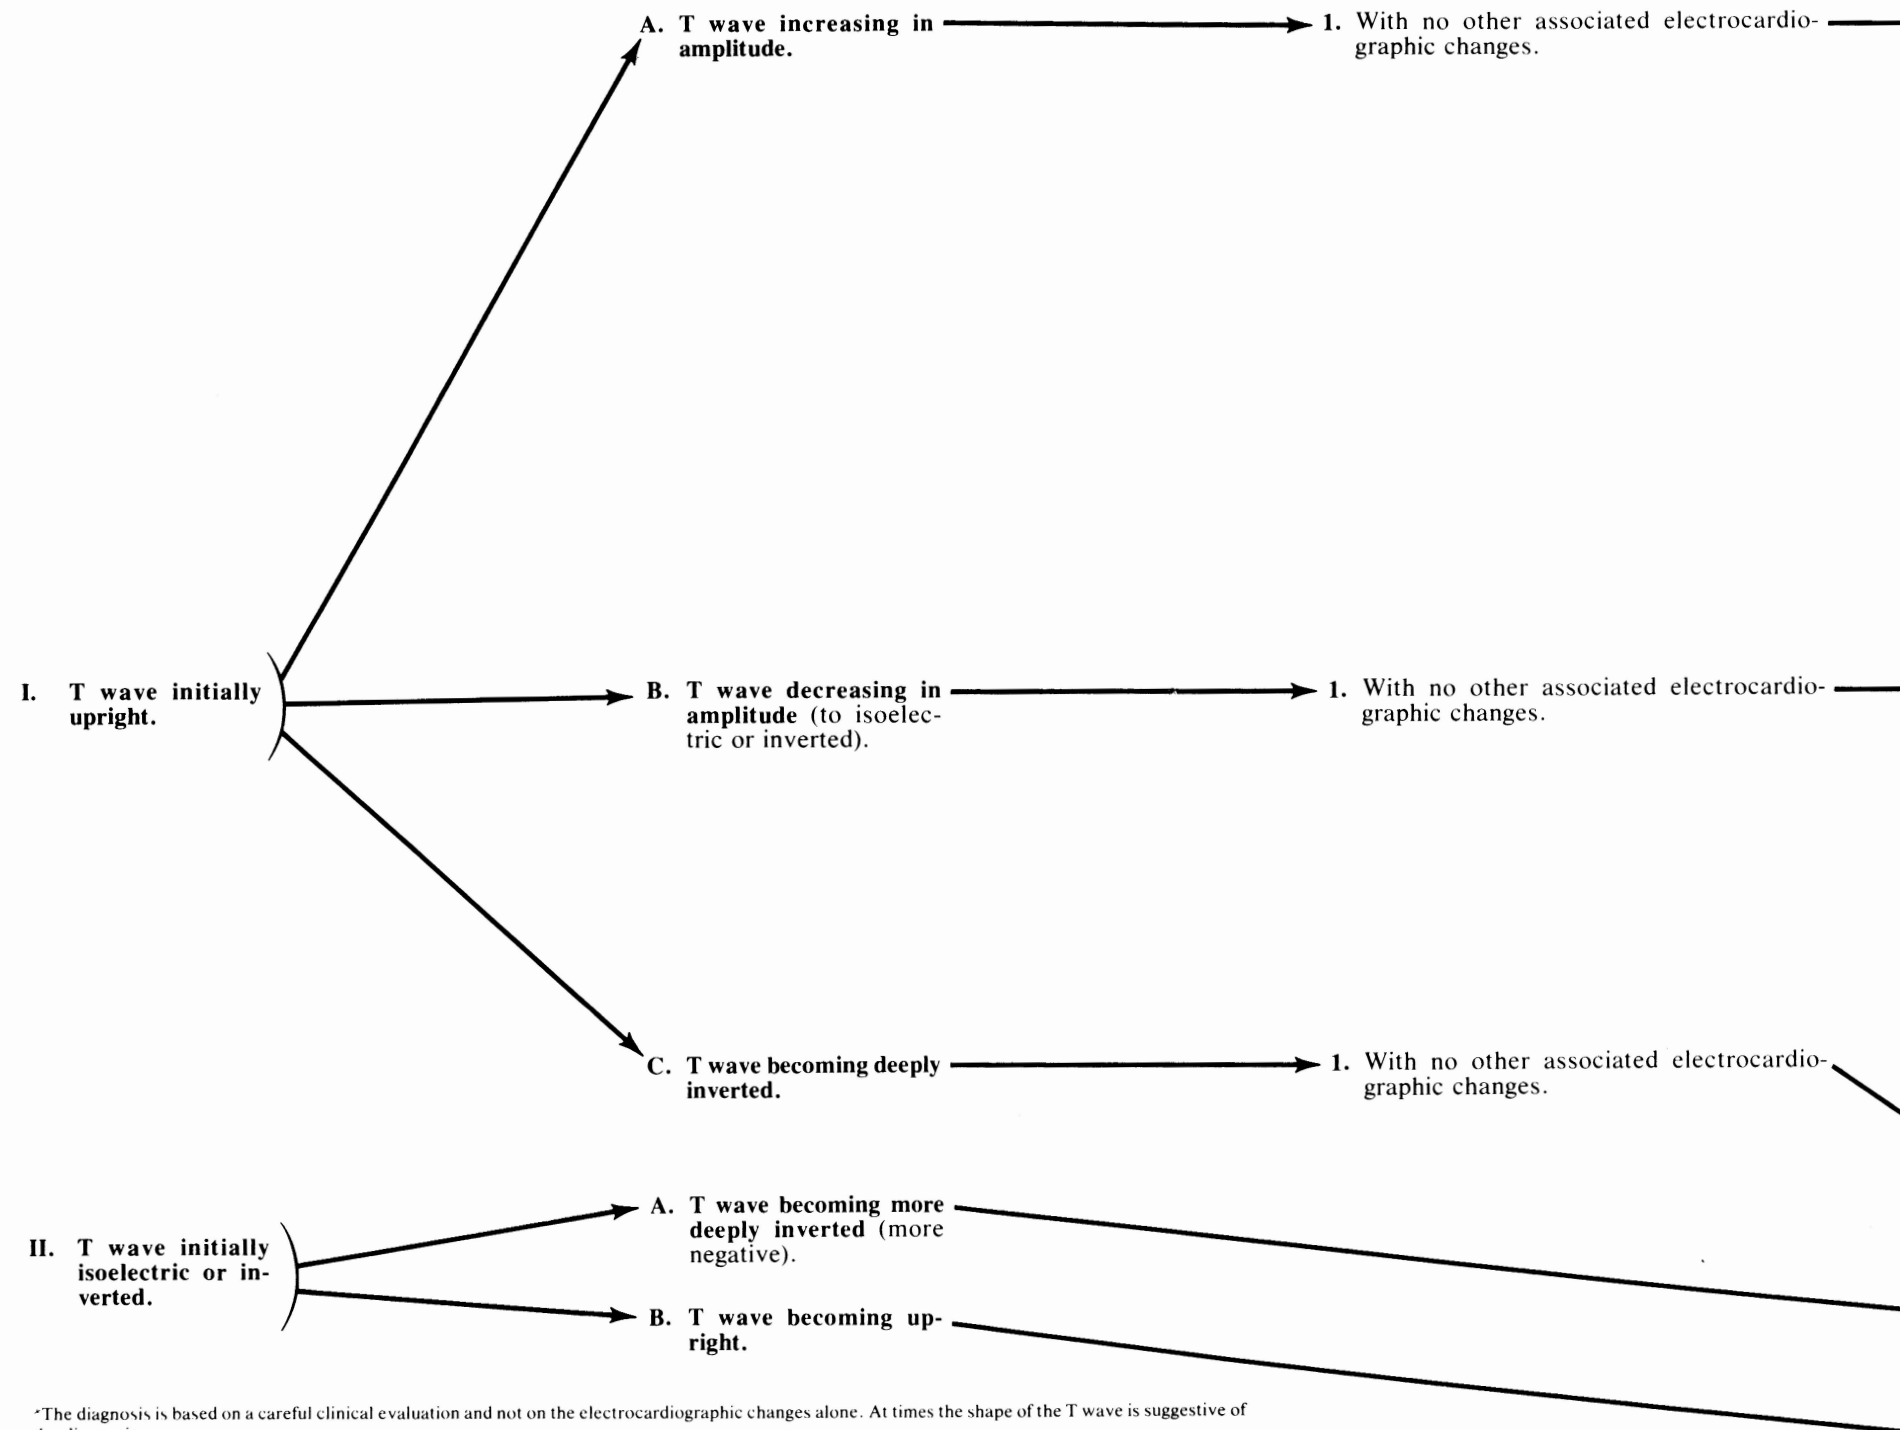 A. T wave increasing in
amplitude.
1. With no other associated electrocardio-
graphic changes.
I. T wave initially
upright.
B. T wave decreasing in
amplitude (to isoelec-
tric or inverted).
1. With no other associated electrocardio-
graphic changes.
C. T wave becoming deeply
inverted.
1. With no other associated electrocardio-
graphic changes.
II. T wave initially
isoelectric or in-
verted.
A. T wave becoming more
deeply inverted (more
negative).
B. T wave becoming up-
right.
*The diagnosis is based on a careful clinical evaluation and not on the electrocardiographic changes alone. At times the shape of the T wave is suggestive of